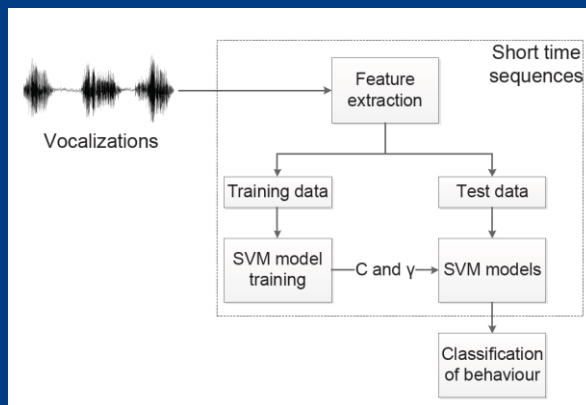 Short time
sequences
Feature
extraction
Vocalizations
Training data
Test data
SVM model
training
C and γ
SVM models
Classification
of behaviour